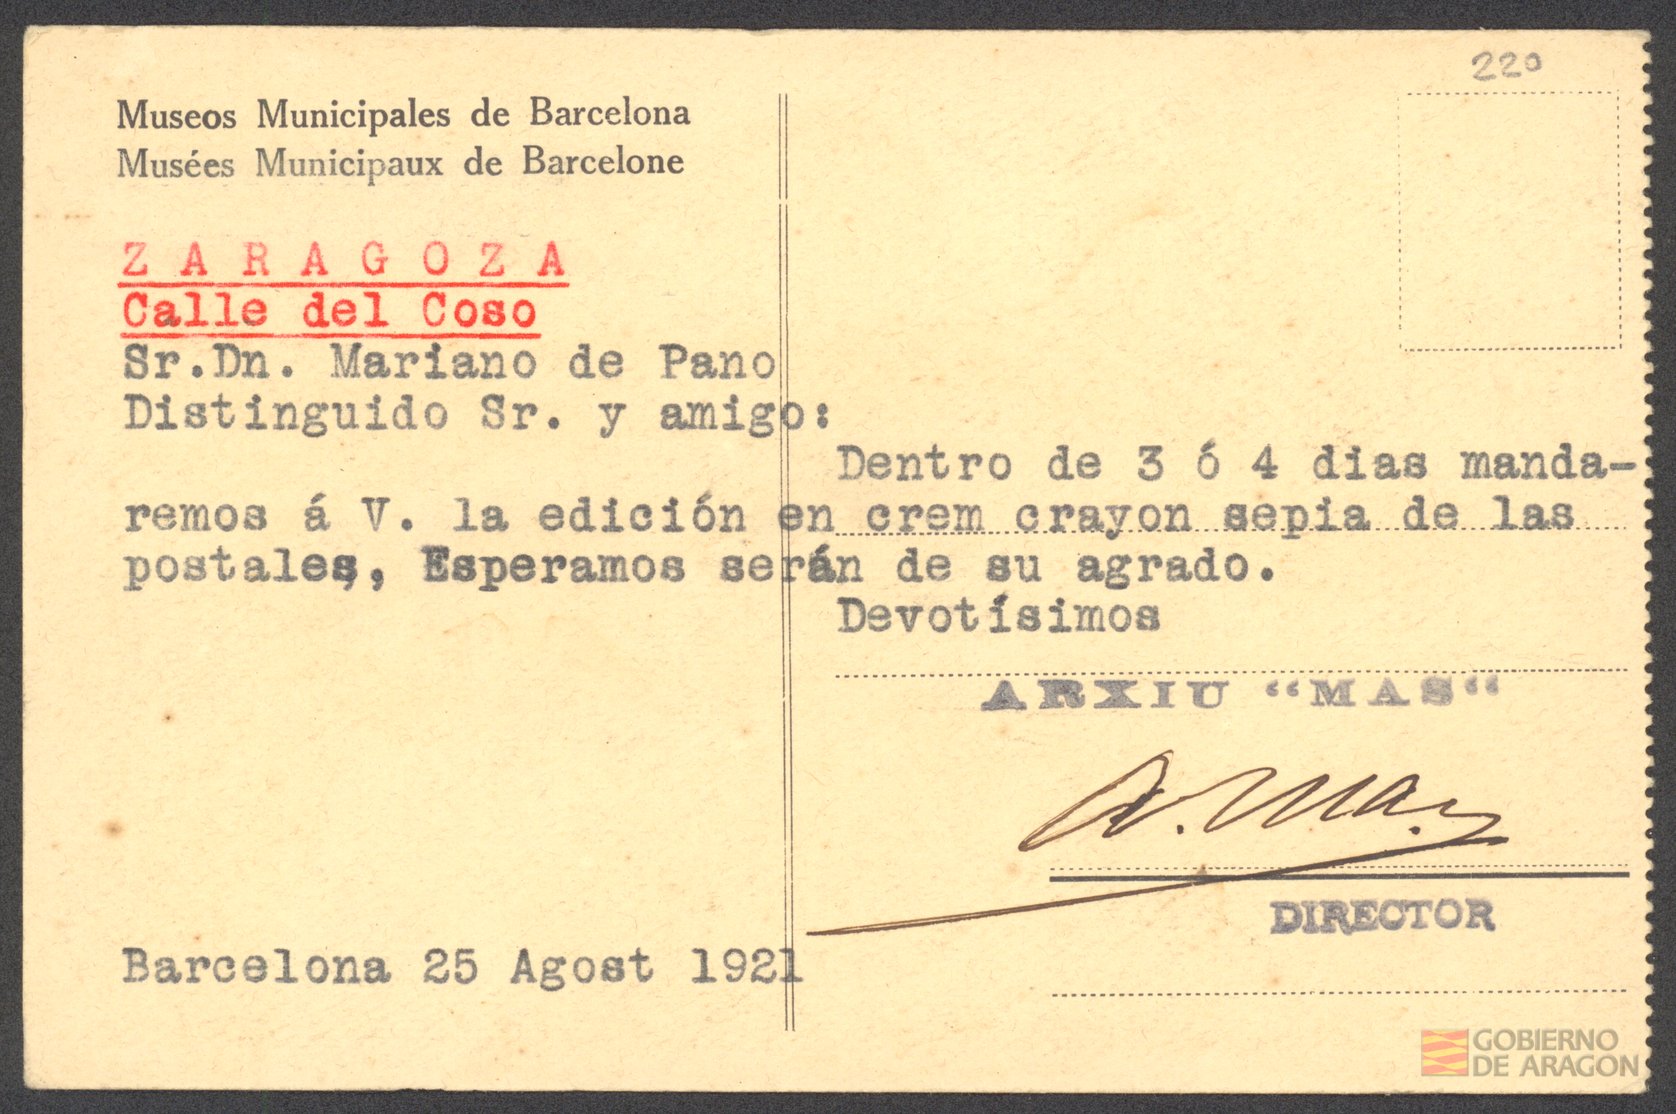 220
Museos Municipales de Barcelona
Musées Municipaux de Barcelone
ZARAGOZA
Calle del Coso
Sr.Dn. Mariano de Pano
Distinguido Sr. y amigo:
Dentro de 3 ó 4 dias manda-
remos á V. la edición en crem crayon sepia de las
postales, Esperamos serán de su agrado.
Devotísimos
ARXIU "MAS"
A. Mas
DIRECTOR
Barcelona 25 Agost 1921
GOBIERNO
DE ARAGON